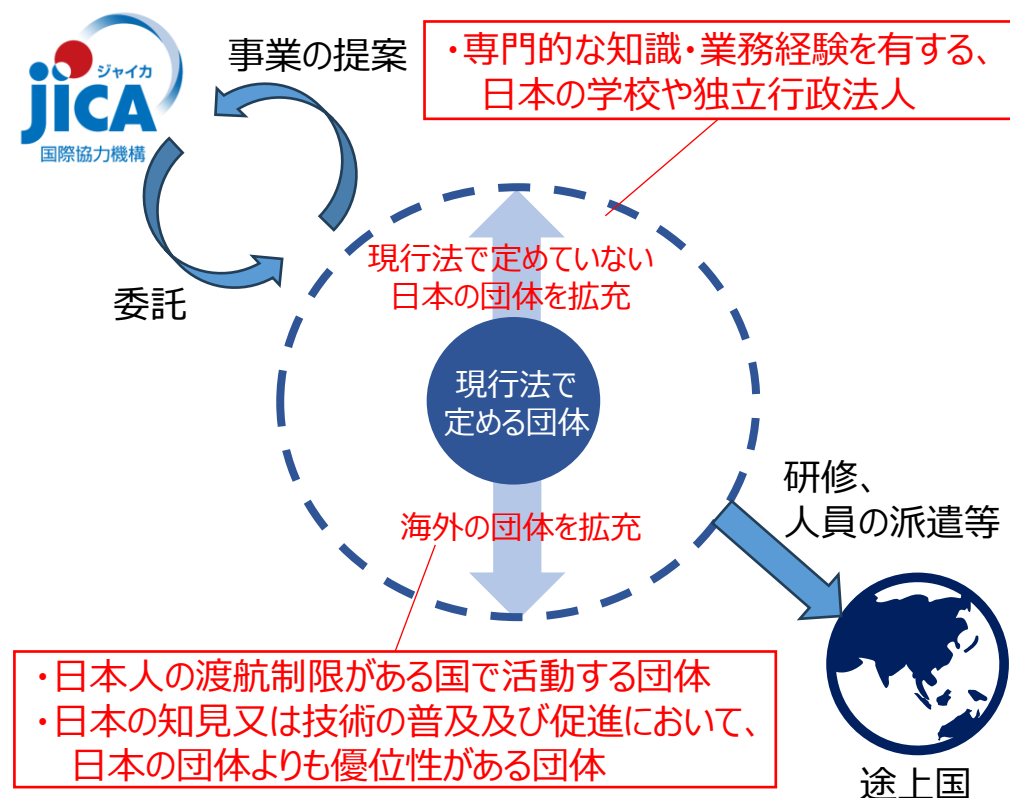 ジャイカ
JICA
国際協力機構
事業の提案
・専門的な知識・業務経験を有する、
日本の学校や独立行政法人
委託
現行法で定めていない
日本の団体を拡充
現行法で
定める団体
海外の団体を拡充
研修、
人員の派遣等
・日本人の渡航制限がある国で活動する団体
・日本の知見又は技術の普及及び促進において、
日本の団体よりも優位性がある団体
途上国